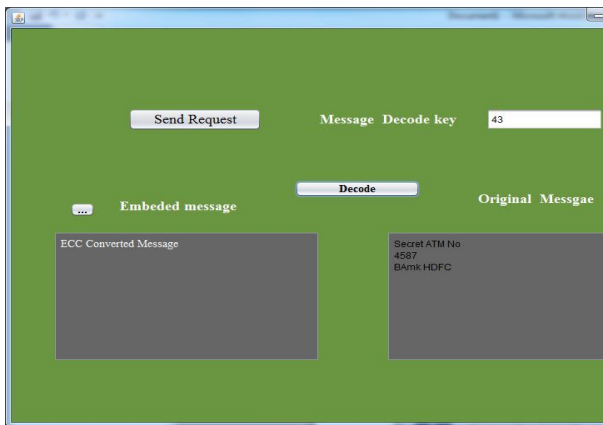 Send Request
Message Decode key
43
Decode
...
Embeded message
Original Messgae
ECC Converted Message
Secret ATM No
4587
BAmk HDFC